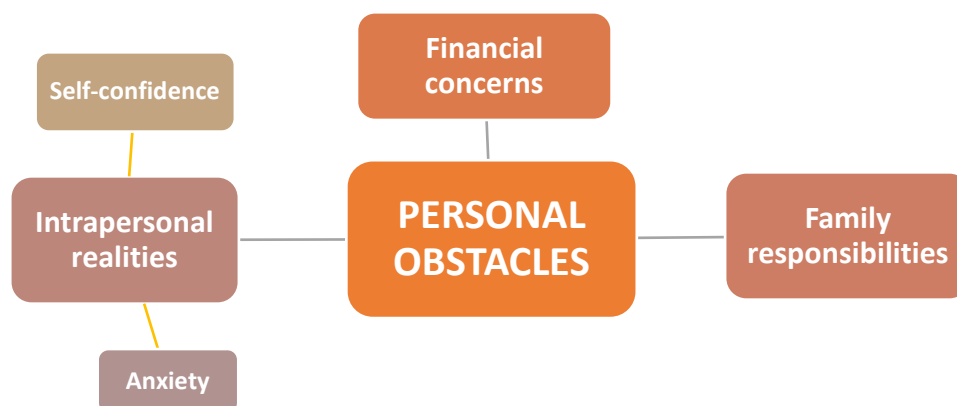 Financial
concerns
Self-confidence
PERSONAL
OBSTACLES
Intrapersonal
realities
Family
responsibilities
Anxiety